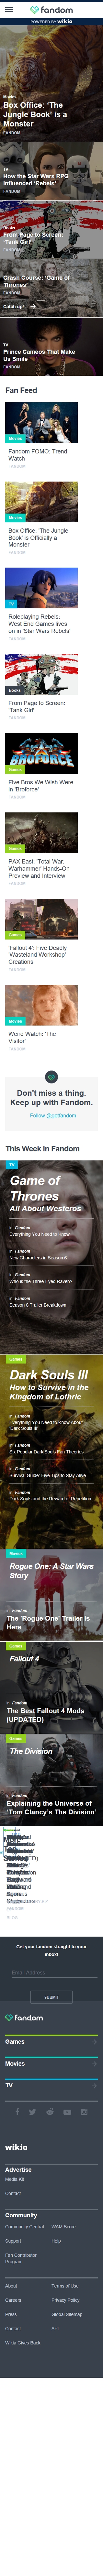 fandom
POWERED BY wikia
Movies
Box Office: 'The
Jungle Book' is a
Monster
FANDOM
TV
How the Star Wars RPG
Influenced 'Rebels'
FANDOM
Books
From Page to Screen:
'Tank Girl'
FANDOM
Crash Course: 'Game of
Thrones'
FANDOM
Catch up!
TV
Prince Cameos That Make
Us Smile
FANDOM
Fan Feed
Movies
Fandom FOMO: Trend
Watch
FANDOM
Movies
Box Office: 'The Jungle
Book' is Officially a
Monster
FANDOM
TV
Roleplaying Rebels:
West End Games lives
on in 'Star Wars Rebels'
FANDOM
Books
From Page to Screen:
'Tank Girl'
FANDOM
BROFORCE
Games
Five Bros We Wish Were
in 'Broforce'
FANDOM
Games
PAX East: 'Total War:
Warhammer' Hands-On
Preview and Interview
FANDOM
Games
'Fallout 4': Five Deadly
'Wasteland Workshop'
Creations
FANDOM
Movies
Weird Watch: 'The
Visitor'
FANDOM
Don't miss a thing.
Keep up with Fandom.
Follow @getfandom
This Week in Fandom
TV
Game of
Thrones
All About Westeros
in Fandom
Everything You Need to Know
in Fandom
New Characters in Season 6
in Fandom
Who is the Three-Eyed Raven?
in Fandom
Season 6 Trailer Breakdown
Games
Dark Souls III
How to Survive in the
Kingdom of Lothric
in Fandom
Everything You Need to Know About
'Dark Souls III'
in Fandom
Six Popular Dark Souls Fan Theories
in Fandom
Survival Guide: Five Tips to Stay Alive
in Fandom
Dark Souls and the Reward of Repetition
Movies
Rogue One: A Star Wars
Story
in Fandom
The 'Rogue One' Trailer Is
Here
Games
Fallout 4
in Fandom
The Best Fallout 4 Mods
(UPDATED)
Games
The Division
in Fandom
Explaining the Universe of
'Tom Clancy's The Division'
Get your fandom straight to your
inbox!
Email Address
SUBMIT
fandom
Games
Movies
TV
wikia
Advertise
Media Kit
Contact
Community
Community Central
WAM Score
Support
Help
Fan Contributor
Program
About
Terms of Use
Careers
Privacy Policy
Press
Global Sitemap
Contact
API
Wikia Gives Back